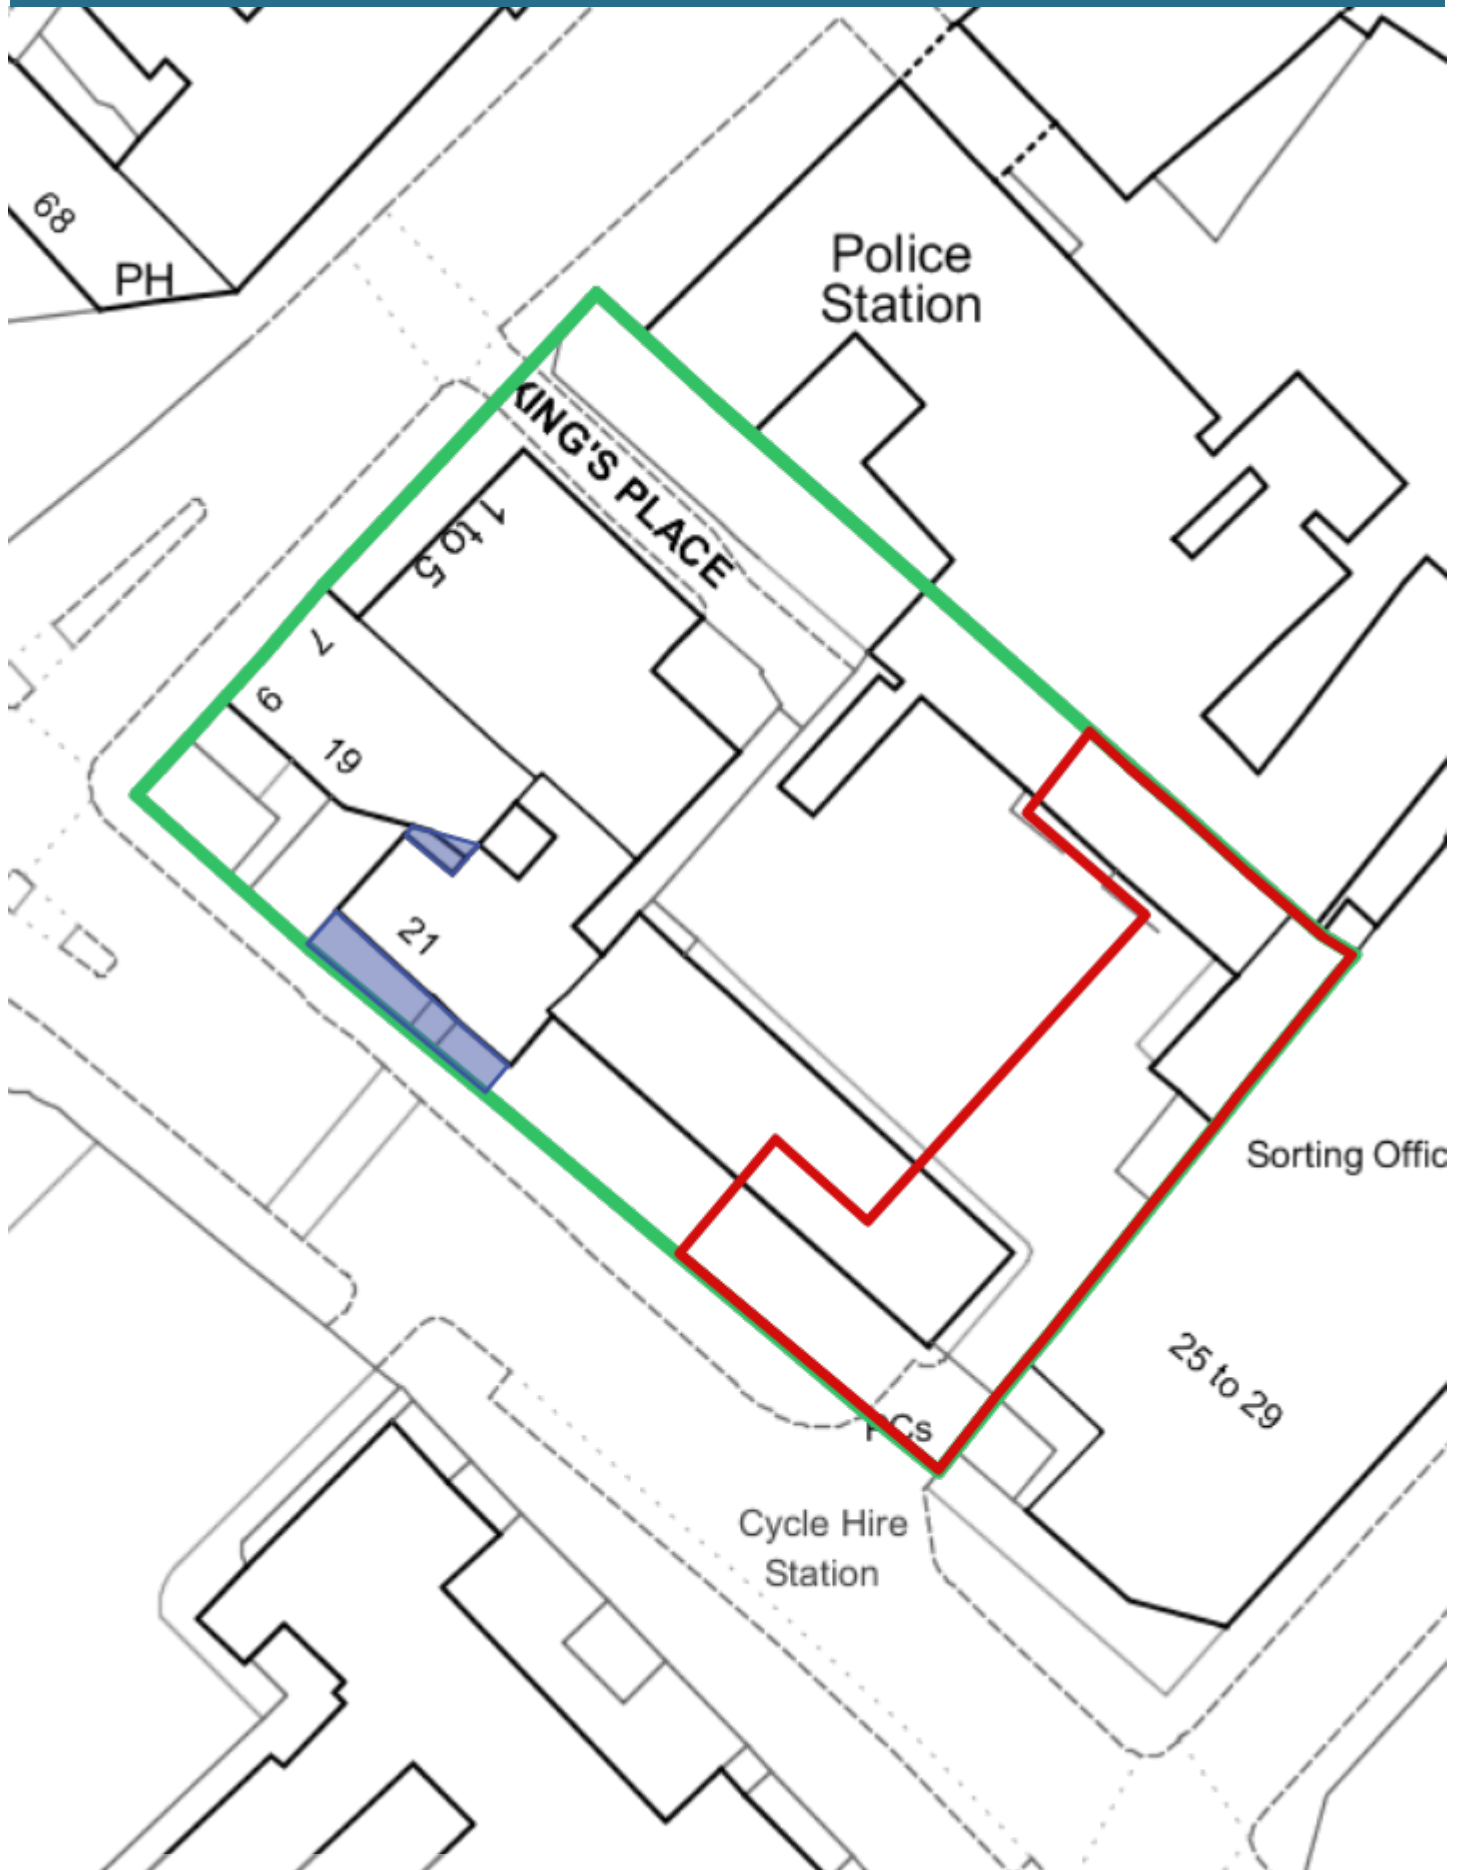 68
PH
Police
Station
KING'S PLACE
1 to 5
7
9
19
21
Sorting Offic
25 to 29
PCs
Cycle Hire
Station